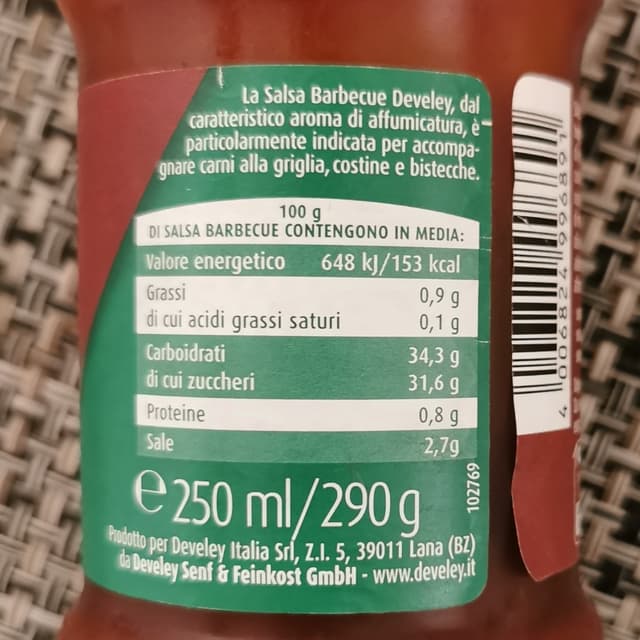 La Salsa Barbecue Develey, dal
caratteristico aroma di affumicatura, è
particolarmente indicata per accompa-
gnare carni alla griglia, costine e bistecche.
100 g
DI SALSA BARBECUE CONTENGONO IN MEDIA:
Valore energetico 648 kJ/153 kcal
Grassi 0,9 g
di cui acidi grassi saturi 0,1 g
Carboidrati 34,3 g
di cui zuccheri 31,6 g
Proteine 0,8 g
Sale 2,7g
e 250 ml/290 g
102769
Prodotto per Develey Italia Srl, Z.I. 5, 39011 Lana (BZ)
da Develey Senf & Feinkost GmbH - www.develey.it
4 006824 996891